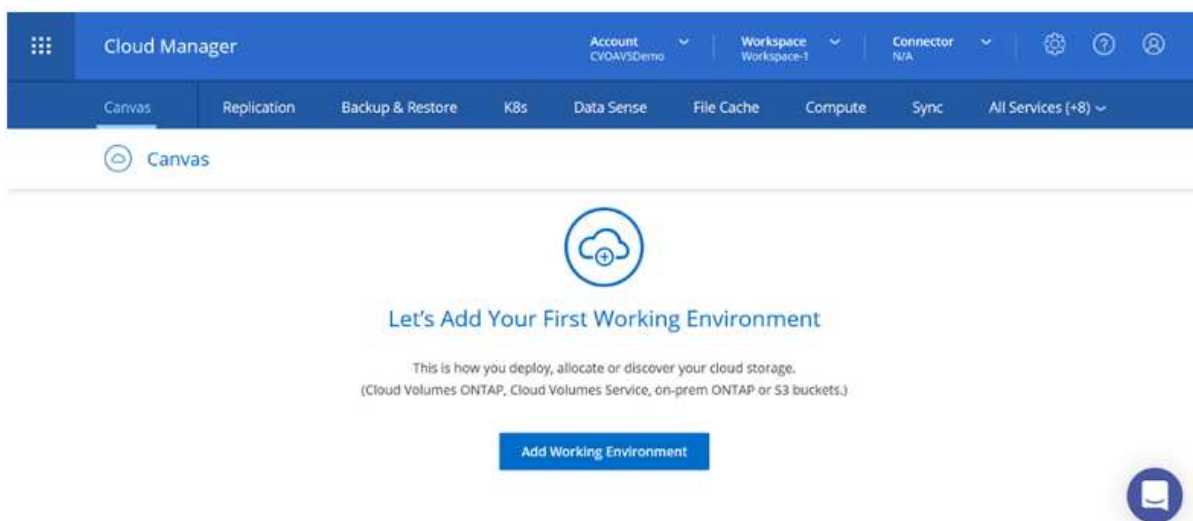 Cloud Manager
Account
CVOAVSDemo
Workspace
Workspace-1
Connector
N/A
Canvas Replication Backup & Restore K8s Data Sense File Cache Compute Sync All Services (+8)
Canvas
Let's Add Your First Working Environment
This is how you deploy, allocate or discover your cloud storage.
(Cloud Volumes ONTAP, Cloud Volumes Service, on-prem ONTAP or S3 buckets.)
Add Working Environment